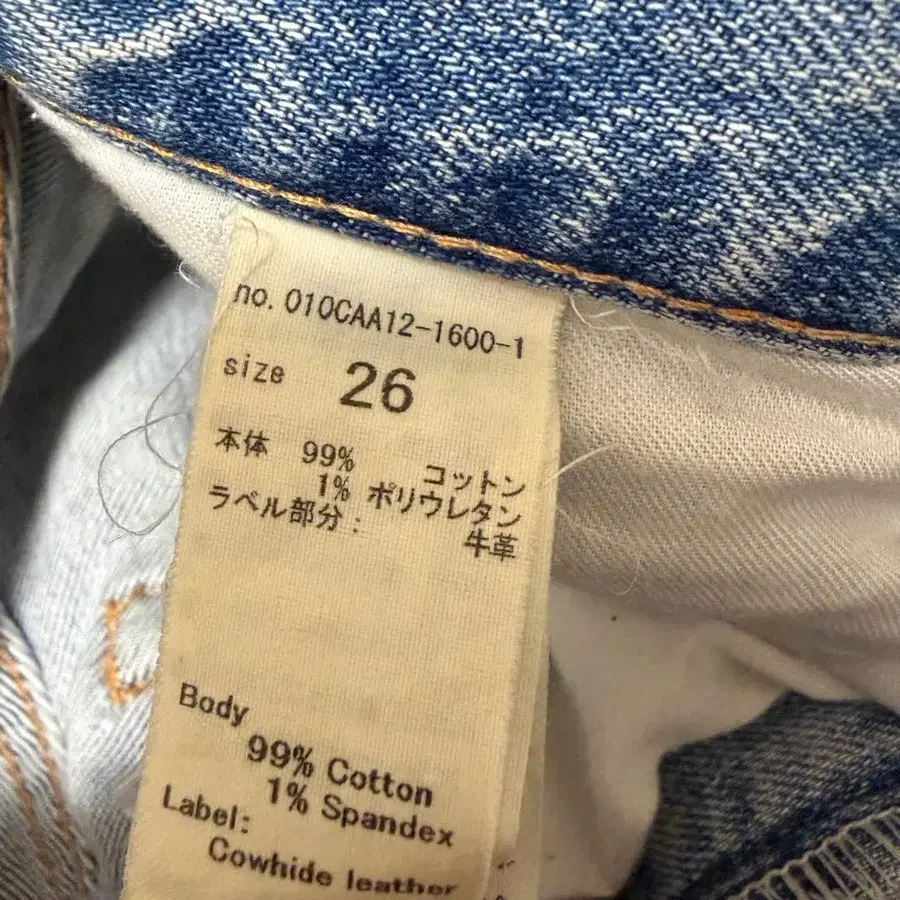 no. 010CAA12-1600-1
size 26
本体 99% コットン
1% ポリウレタン
ラベル部分: 牛革
Body
99% Cotton
1% Spandex
Label:
Cowhide leather